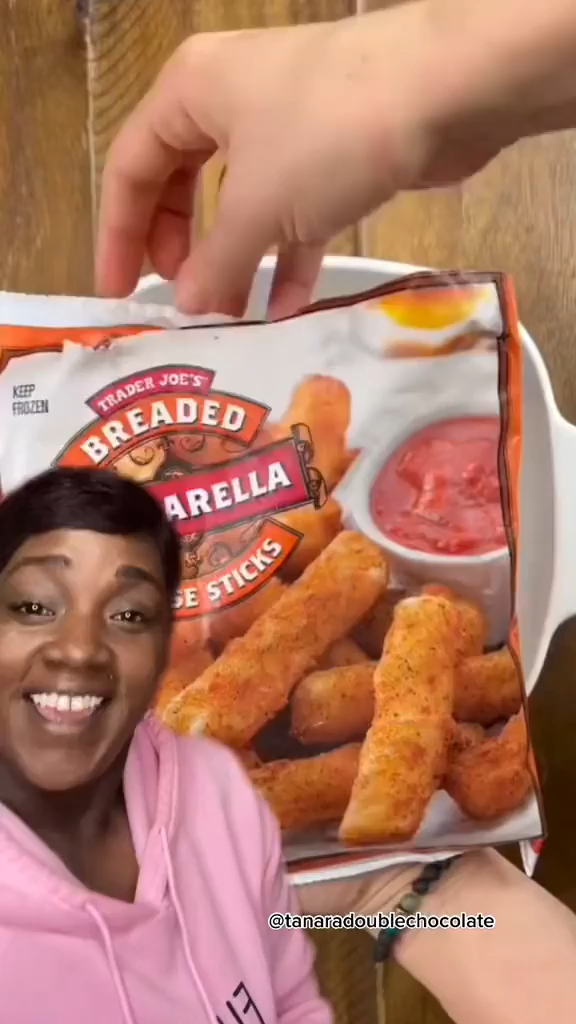 KEEP
FROZEN
TRADER JOE'S
BREADED
ARELLA
SE STICKS
@tanaradoublechocolate